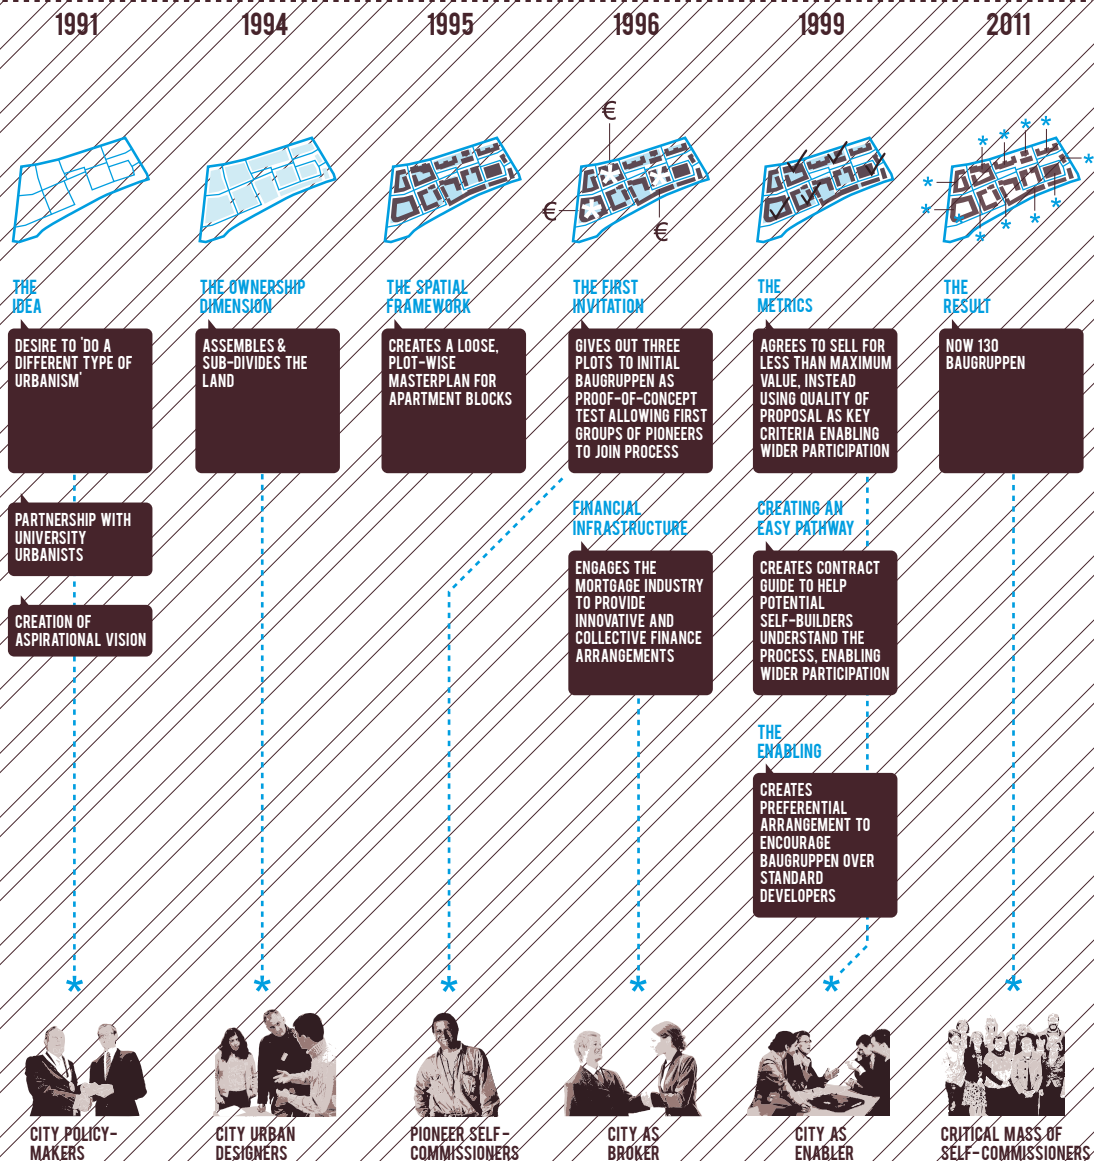 1991
1994
1995
1996
1999
2011
€
€
€
THE
IDEA
DESIRE TO 'DO A
DIFFERENT TYPE OF
URBANISM'
PARTNERSHIP WITH
UNIVERSITY
URBANISTS
CREATION OF
ASPIRATIONAL VISION
THE OWNERSHIP
DIMENSION
ASSEMBLES &
SUB-DIVIDES THE
LAND
THE SPATIAL
FRAMEWORK
CREATES A LOOSE,
PLOT-WISE
MASTERPLAN FOR
APARTMENT BLOCKS
THE FIRST
INVITATION
GIVES OUT THREE
PLOTS TO INITIAL
BAUGRUPPEN AS
PROOF-OF-CONCEPT
TEST ALLOWING FIRST
GROUPS OF PIONEERS
TO JOIN PROCESS
FINANCIAL
INFRASTRUCTURE
ENGAGES THE
MORTGAGE INDUSTRY
TO PROVIDE
INNOVATIVE AND
COLLECTIVE FINANCE
ARRANGEMENTS
THE
METRICS
AGREES TO SELL FOR
LESS THAN MAXIMUM
VALUE, INSTEAD
USING QUALITY OF
PROPOSAL AS KEY
CRITERIA ENABLING
WIDER PARTICIPATION
CREATING AN
EASY PATHWAY
CREATES CONTRACT
GUIDE TO HELP
POTENTIAL
SELF-BUILDERS
UNDERSTAND THE
PROCESS, ENABLING
WIDER PARTICIPATION
THE
ENABLING
CREATES
PREFERENTIAL
ARRANGEMENT TO
ENCOURAGE
BAUGRUPPEN OVER
STANDARD
DEVELOPERS
THE
RESULT
NOW 130
BAUGRUPPEN
CITY POLICY-
MAKERS
CITY URBAN
DESIGNERS
PIONEER SELF-
COMMISSIONERS
CITY AS
BROKER
CITY AS
ENABLER
CRITICAL MASS OF
SELF-COMMISSIONERS